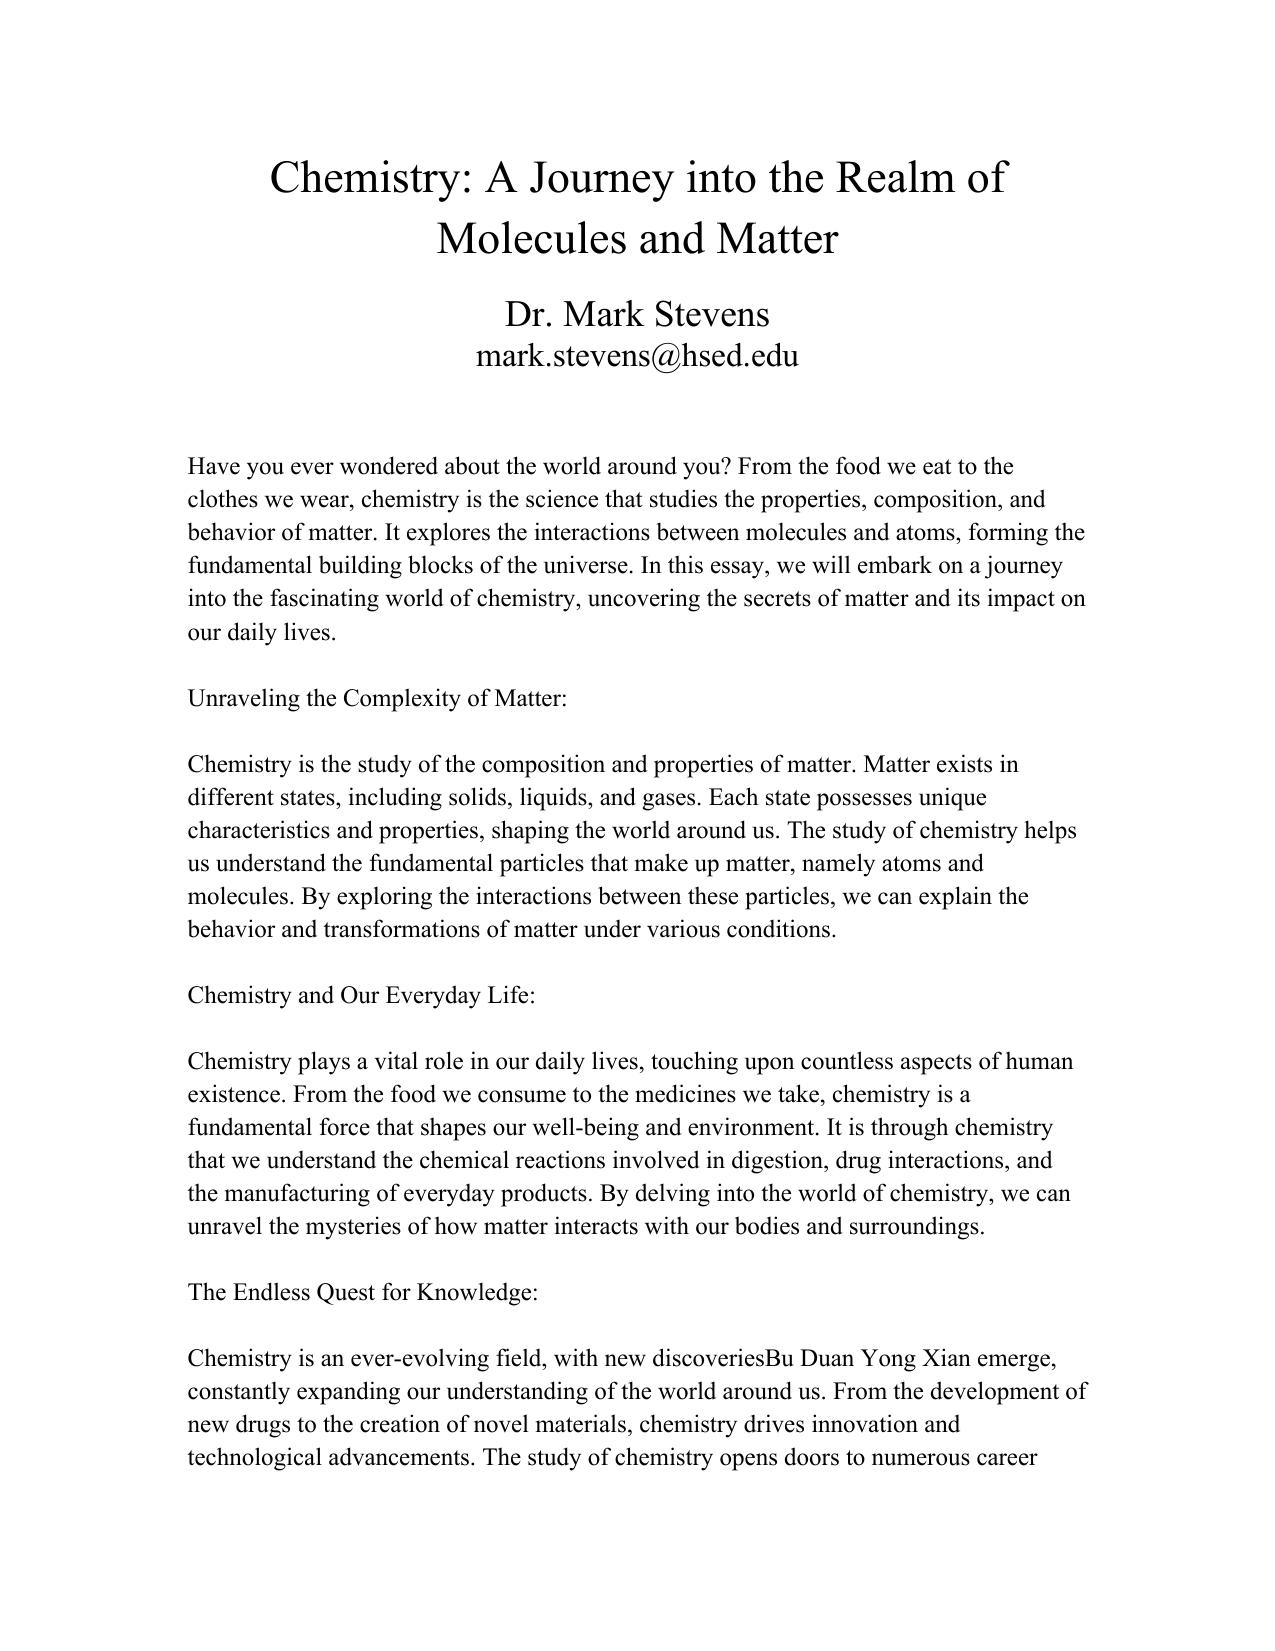 Chemistry: A Journey into the Realm of
Molecules and Matter
Dr. Mark Stevens
mark.stevens@hsed.edu
Have you ever wondered about the world around you? From the food we eat to the
clothes we wear, chemistry is the science that studies the properties, composition, and
behavior of matter. It explores the interactions between molecules and atoms, forming the
fundamental building blocks of the universe. In this essay, we will embark on a journey
into the fascinating world of chemistry, uncovering the secrets of matter and its impact on
our daily lives.
Unraveling the Complexity of Matter:
Chemistry is the study of the composition and properties of matter. Matter exists in
different states, including solids, liquids, and gases. Each state possesses unique
characteristics and properties, shaping the world around us. The study of chemistry helps
us understand the fundamental particles that make up matter, namely atoms and
molecules. By exploring the interactions between these particles, we can explain the
behavior and transformations of matter under various conditions.
Chemistry and Our Everyday Life:
Chemistry plays a vital role in our daily lives, touching upon countless aspects of human
existence. From the food we consume to the medicines we take, chemistry is a
fundamental force that shapes our well-being and environment. It is through chemistry
that we understand the chemical reactions involved in digestion, drug interactions, and
the manufacturing of everyday products. By delving into the world of chemistry, we can
unravel the mysteries of how matter interacts with our bodies and surroundings.
The Endless Quest for Knowledge:
Chemistry is an ever-evolving field, with new discoveriesBu Duan Yong Xian emerge,
constantly expanding our understanding of the world around us. From the development of
new drugs to the creation of novel materials, chemistry drives innovation and
technological advancements. The study of chemistry opens doors to numerous career